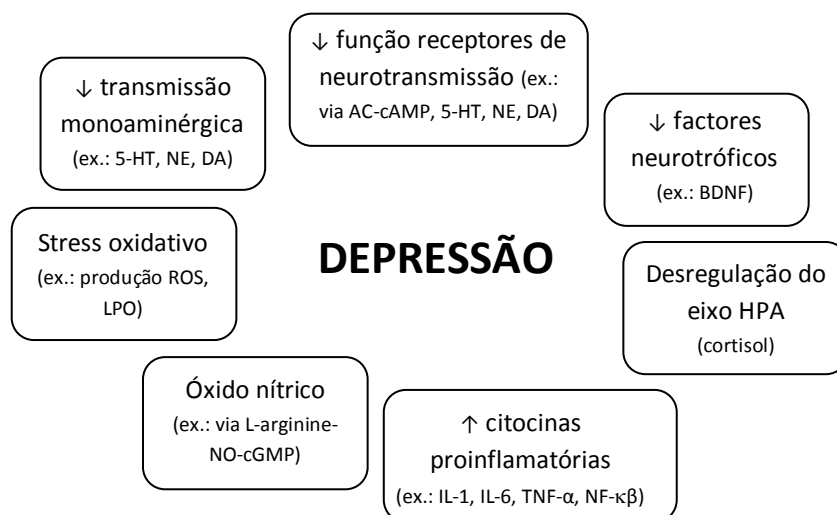 ↓ função receptores de
neurotransmissão (ex.:
via AC-cAMP, 5-HT, NE, DA)
↓ transmissão
monoaminérgica
(ex.: 5-HT, NE, DA)
↓ factores
neurotróficos
(ex.: BDNF)
Stress oxidativo
(ex.: produção ROS,
LPO)
DEPRESSÃO
Desregulação do
eixo HPA
(cortisol)
Óxido nítrico
(ex.: via L-arginine-
NO-cGMP)
↑ citocinas
proinflamatórias
(ex.: IL-1, IL-6, TNF-α, NF-κβ)